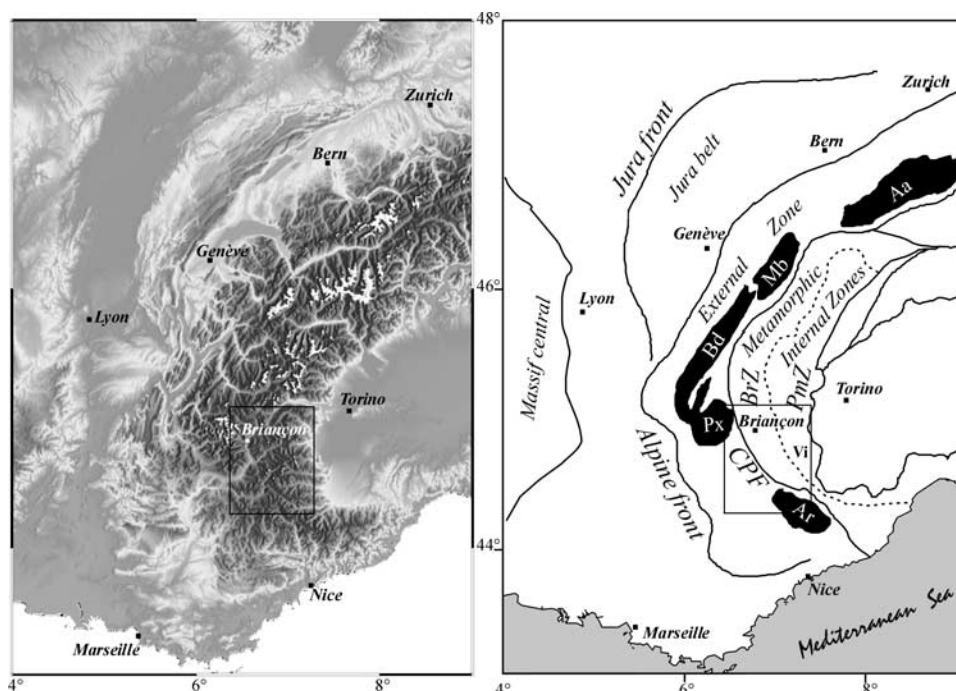 48°
Zurich
Bern
Genève
46°
Lyon
Torino
Briançon
44°
Nice
Marseille
4°
6°
8°
Zurich
Jura front
Bern
Jura belt
Aa
Zone
Genève
Mb
External
Lyon
Metamorphic
Internal Zones
Bd
Massif central
BrZ
PmZ
Torino
Px
Briançon
Vi
Alpine front
CPF
Ar
Nice
Marseille
Mediterranean Sea
4°
6°
8°